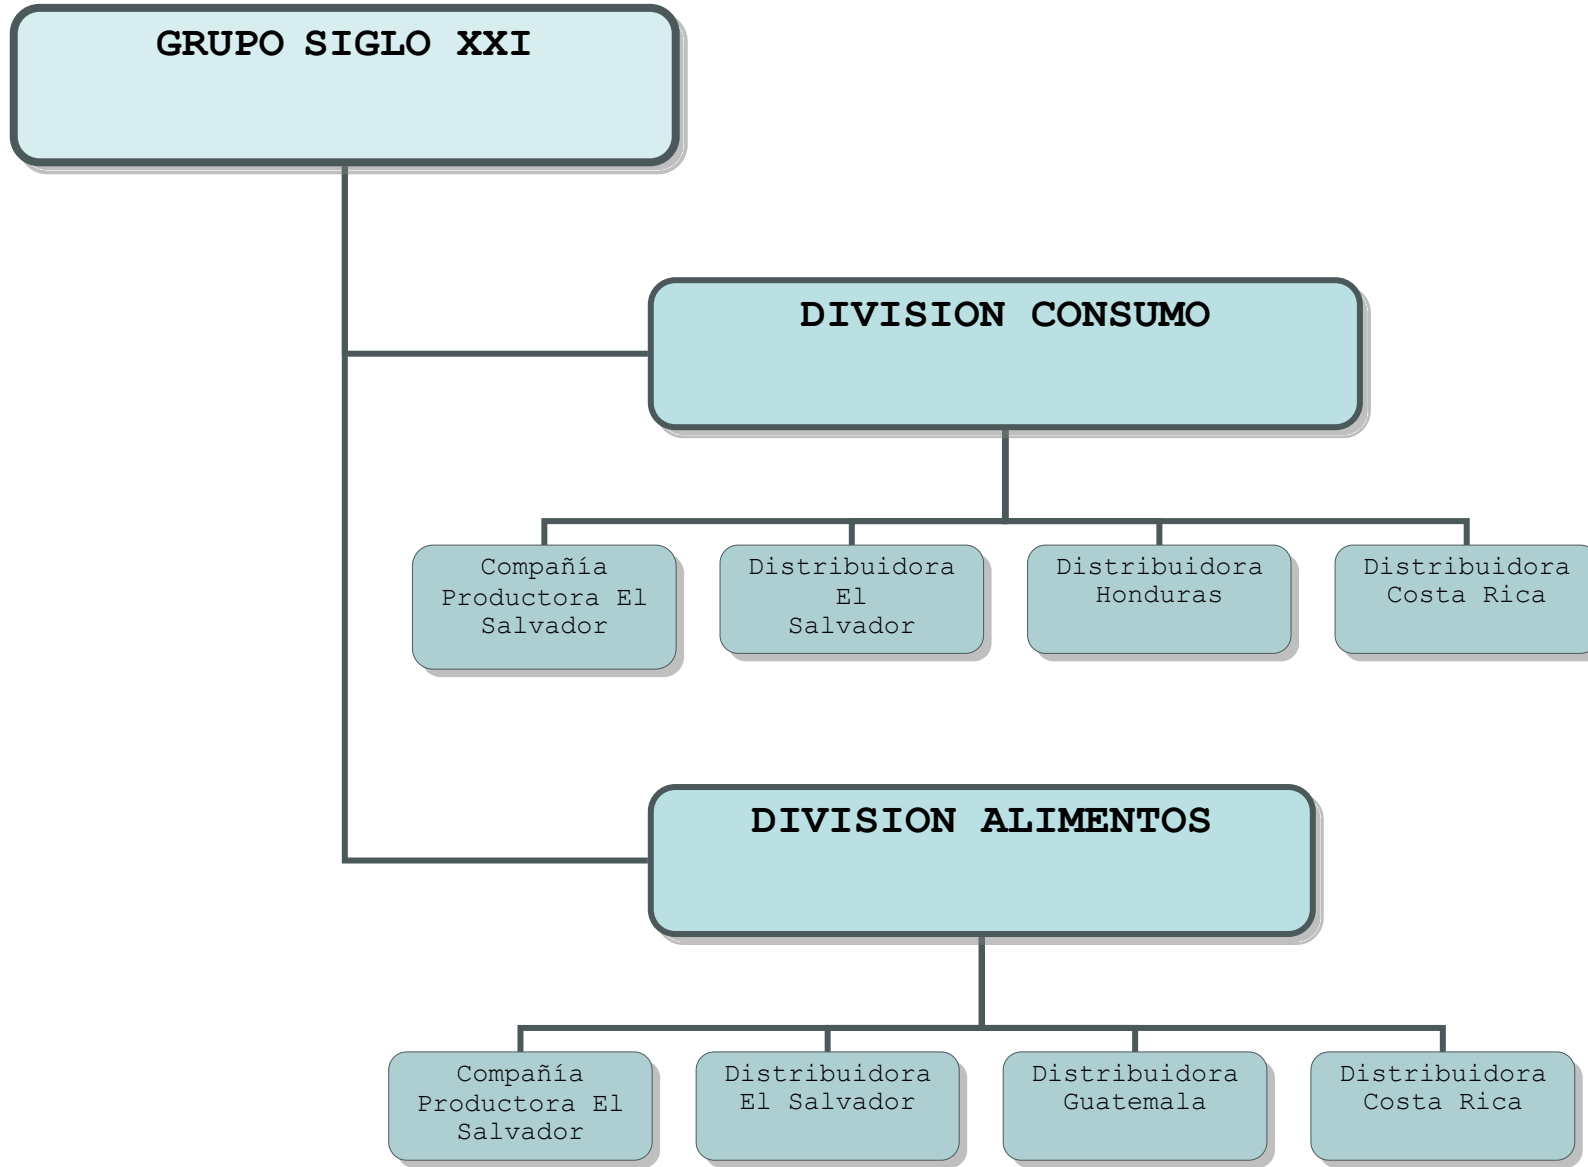 GRUPO SIGLO XXI
DIVISION CONSUMO
Compañía
Productora El
Salvador
Distribuidora
El
Salvador
Distribuidora
Honduras
Distribuidora
Costa Rica
DIVISION ALIMENTOS
Compañía
Productora El
Salvador
Distribuidora
El Salvador
Distribuidora
Guatemala
Distribuidora
Costa Rica